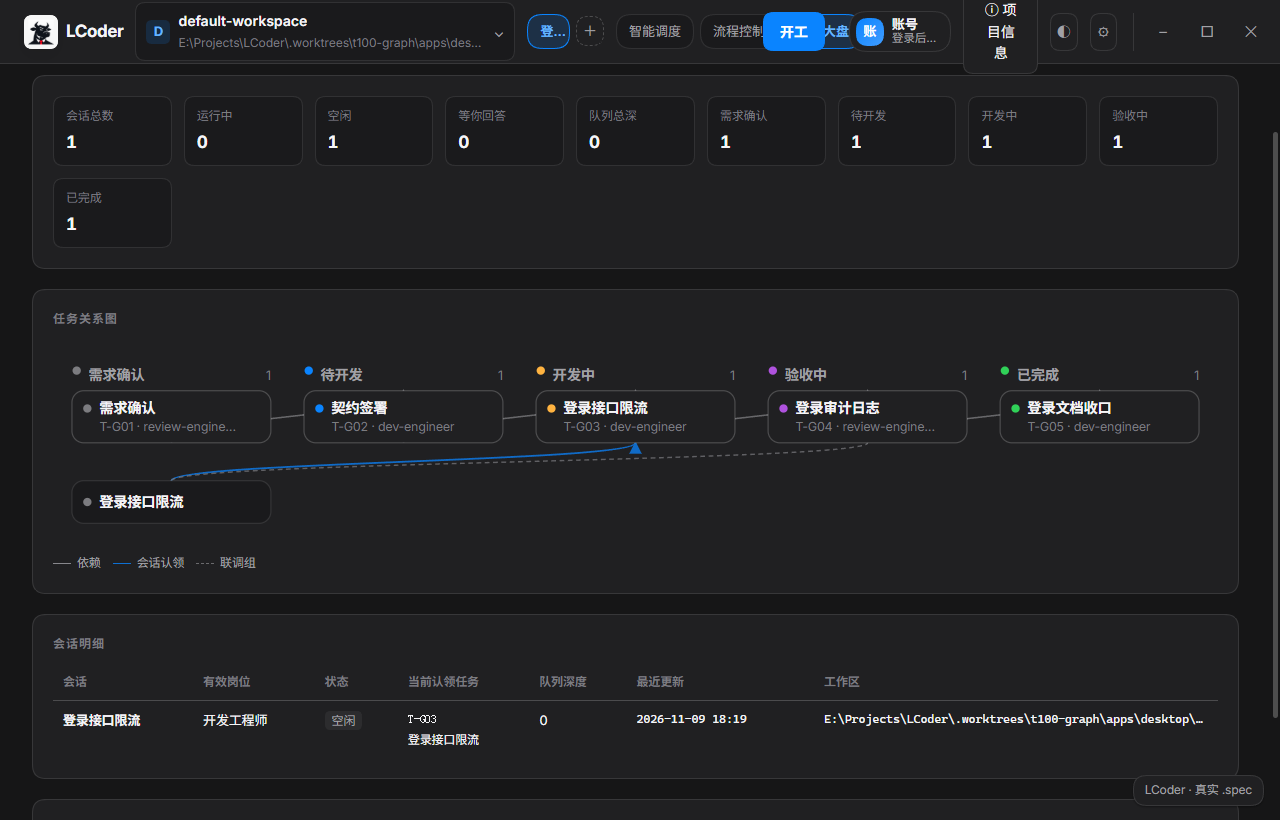 LCoder
D
default-workspace
E:\Projects\LCoder\.worktrees\t100-graph\apps\des...
登...
+
智能调度
流程控制
开工
大盘
账
账号
登录后...
项目信息
会话总数
1
运行中
0
空闲
1
等你回答
0
队列总深
0
需求确认
1
待开发
1
开发中
1
验收中
1
已完成
1
任务关系图
需求确认 1
待开发 1
开发中 1
验收中 1
已完成 1
需求确认
T-G01 · review-engine...
契约签署
T-G02 · dev-engineer
登录接口限流
T-G03 · dev-engineer
登录审计日志
T-G04 · review-engine...
登录文档收口
T-G05 · dev-engineer
登录接口限流
依赖 会话认领 联调组
会话明细
会话 有效岗位 状态 当前认领任务 队列深度 最近更新 工作区
登录接口限流 开发工程师 空闲 T-G03 0 2026-11-09 18:19 E:\Projects\LCoder\.worktrees\t100-graph\apps\desktop\...
登录接口限流
LCoder · 真实 .spec